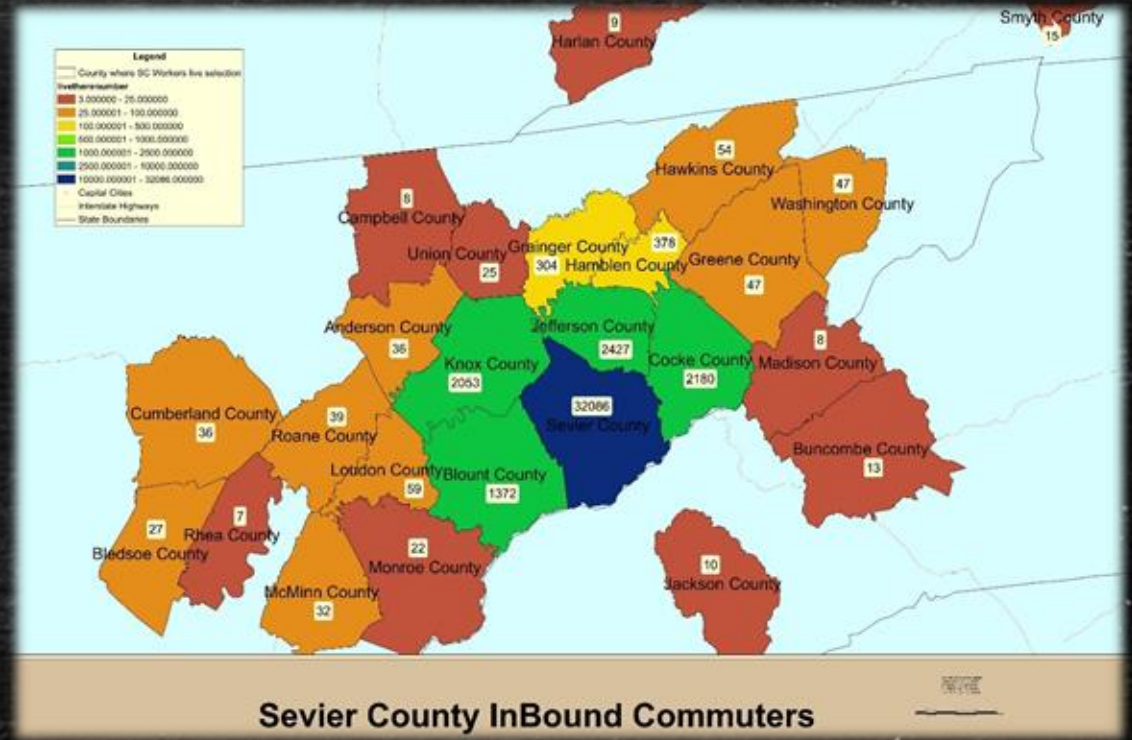 9
Harlan County
Smyth County
15
Legend
County where SC Workers live selection
livetherenumber
3.000000 - 25.000000
25.000001 - 100.000000
100.000001 - 500.000000
500.000001 - 1000.000000
1000.000001 - 2500.000000
2500.000001 - 10000.000000
10000.000001 - 32086.000000
Capital Cities
Interstate Highways
State Boundaries
54
Hawkins County
47
Washington County
8
Campbell County
Union County
25
Grainger County
304
378
Hamblen County
Greene County
47
Anderson County
36
Jefferson County
2427
Knox County
2053
Cocke County
2180
8
Madison County
Cumberland County
36
39
Roane County
32086
Sevier County
Loudon County
59
Blount County
1372
Buncombe County
13
27
Bledsoe County
7
Rhea County
22
Monroe County
10
Jackson County
McMinn County
32
Sevier County InBound Commuters